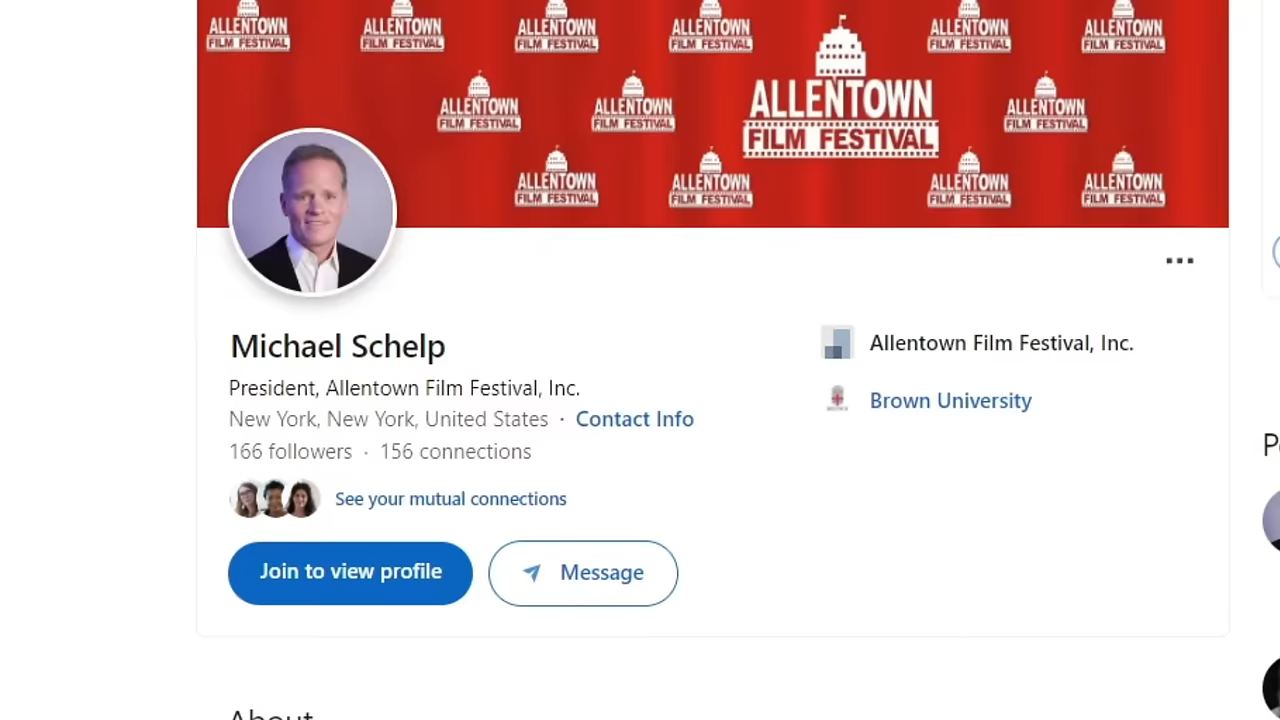 ALLENTOWN
FILM FESTIVAL
ALLENTOWN
FILM FESTIVAL
ALLENTOWN
FILM FESTIVAL
ALLENTOWN
FILM FESTIVAL
ALLENTOWN
FILM FESTIVAL
ALLENTOWN
FILM FESTIVAL
ALLENTOWN
FILM FESTIVAL
ALLENTOWN
FILM FESTIVAL
ALLENTOWN
FILM FESTIVAL
ALLENTOWN
FILM FESTIVAL
ALLENTOWN
FILM FESTIVAL
ALLENTOWN
FILM FESTIVAL
ALLENTOWN
FILM FESTIVAL
ALLENTOWN
FILM FESTIVAL
Michael Schelp
President, Allentown Film Festival, Inc.
New York, New York, United States · Contact Info
166 followers · 156 connections
See your mutual connections
Join to view profile
Message
Allentown Film Festival, Inc.
Brown University
About